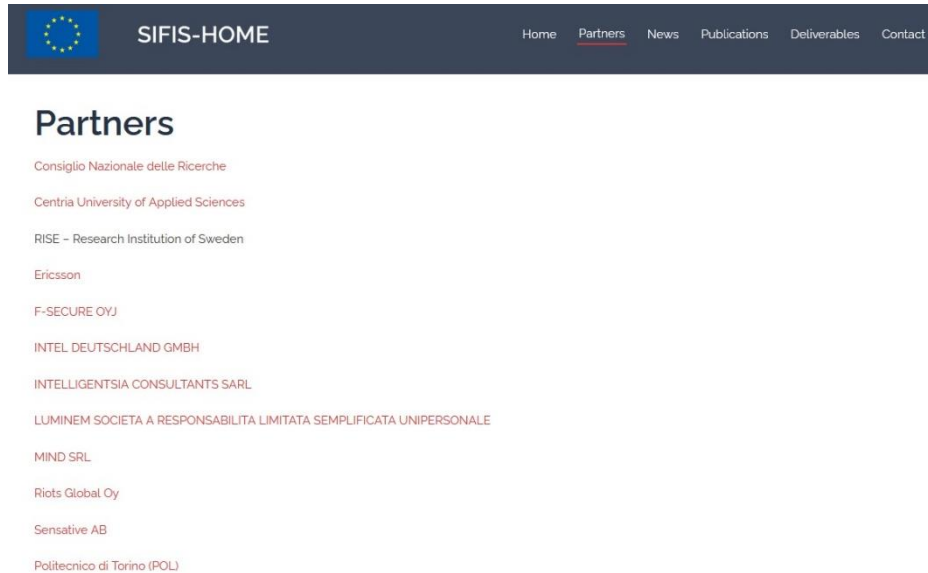 SIFIS-HOME
Home Partners News Publications Deliverables Contact
Partners
Consiglio Nazionale delle Ricerche
Centria University of Applied Sciences
RISE – Research Institution of Sweden
Ericsson
F-SECURE OYJ
INTEL DEUTSCHLAND GMBH
INTELLIGENTSIA CONSULTANTS SARL
LUMINEM SOCIETA A RESPONSABILITA LIMITATA SEMPLIFICATA UNIPERSONALE
MIND SRL
Riots Global Oy
Sensative AB
Politecnico di Torino (POL)